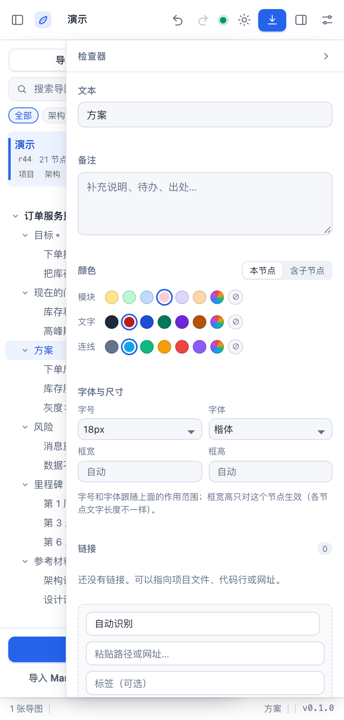 演示
检查器
文本
方案
备注
补充说明、待办、出处...
颜色
本节点
含子节点
模块
文字
连线
字体与尺寸
字号
字体
18px
楷体
框宽
框高
自动
自动
字号和字体跟随上面的作用范围；框宽高只对这个节点生效（各节
点文字长度不一样）。
链接
0
还没有链接。可以指向项目文件、代码行或网址。
自动识别
粘贴路径或网址...
标签（可选）
搜索导
全部
架构
演示
r44
21 节点
项目
架构
订单服务
目标
下单
把库存
现在的
库存和
高峰
方案
下单
库存
灰度
风险
消息
数据不
里程碑
第 1
第 3
第 6
参考材
架构
设计
导入 Mar
1 张导图
方案
v0.1.0